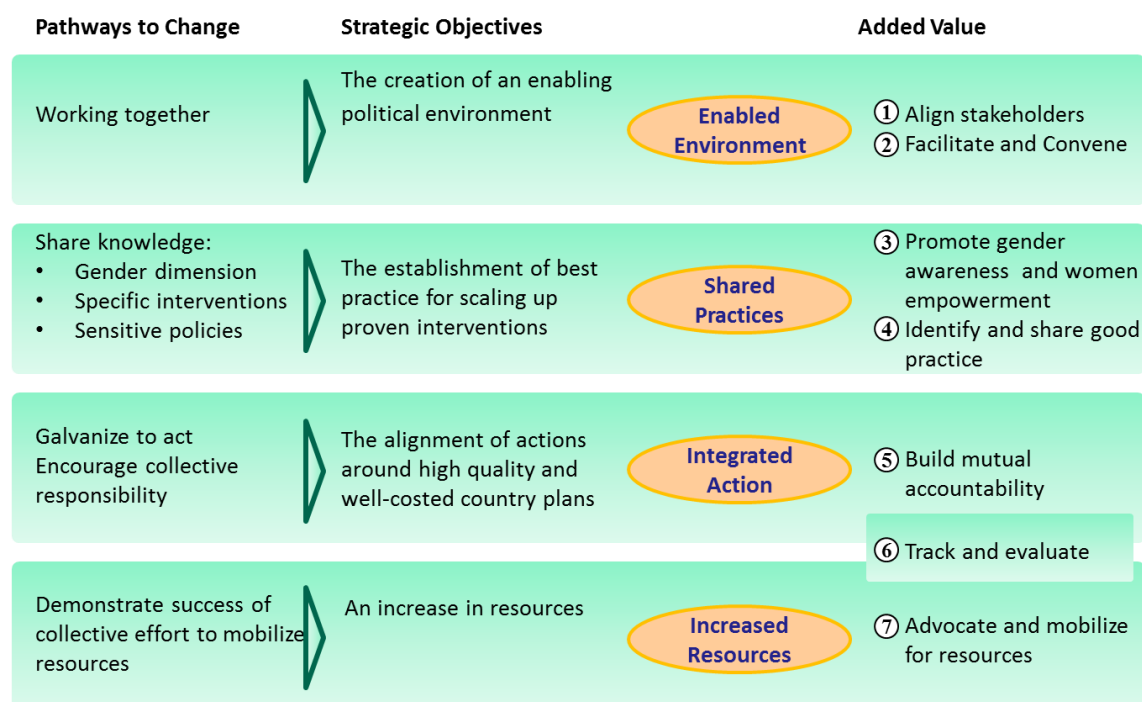 Pathways to Change
Strategic Objectives
Added Value
Working together
The creation of an enabling
political environment
Enabled
Environment
① Align stakeholders
② Facilitate and Convene
Share knowledge:
• Gender dimension
• Specific interventions
• Sensitive policies
The establishment of best
practice for scaling up
proven interventions
Shared
Practices
③ Promote gender
awareness and women
empowerment
④ Identify and share good
practice
Galvanize to act
Encourage collective
responsibility
The alignment of actions
around high quality and
well-costed country plans
Integrated
Action
⑤ Build mutual
accountability
⑥ Track and evaluate
Demonstrate success of
collective effort to mobilize
resources
An increase in resources
Increased
Resources
⑦ Advocate and mobilize
for resources